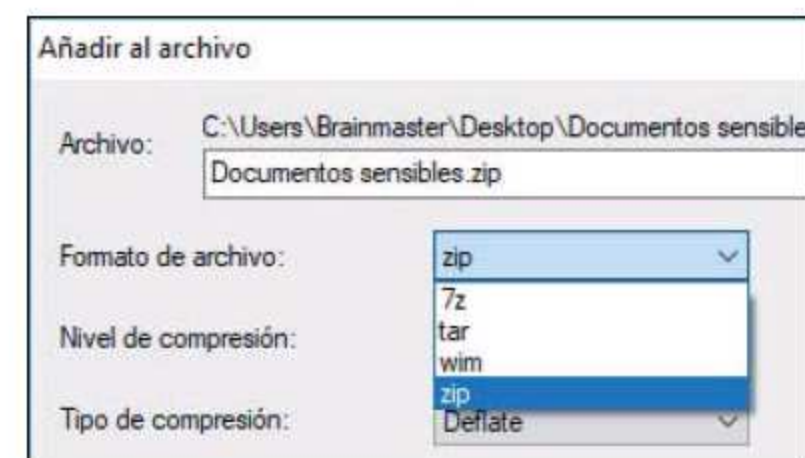 Añadir al archivo
C:\Users\Brainmaster\Desktop\Documentos sensible
Archivo:
Documentos sensibles.zip
Formato de archivo: zip
7z
tar
Nivel de compresión:
wim
zip
Tipo de compresión: Deflate